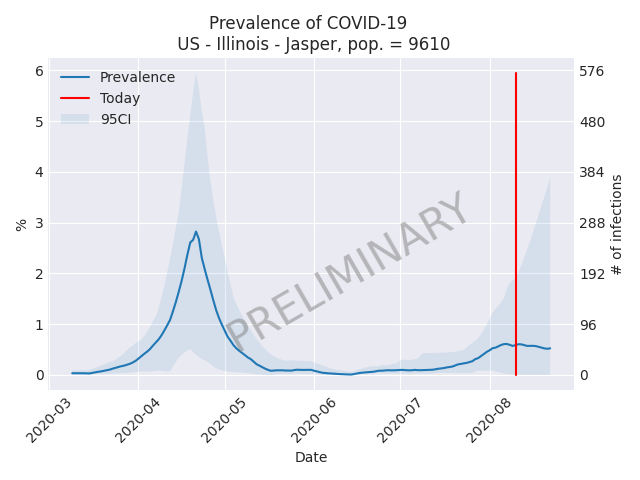 Prevalence of COVID-19
US - Illinois - Jasper, pop. = 9610
Prevalence
Today
95CI
PRELIMINARY
%
6
5
4
3
2
1
0
576
480
384
288
192
96
0
# of infections
2020-03
2020-04
2020-05
2020-06
2020-07
2020-08
Date